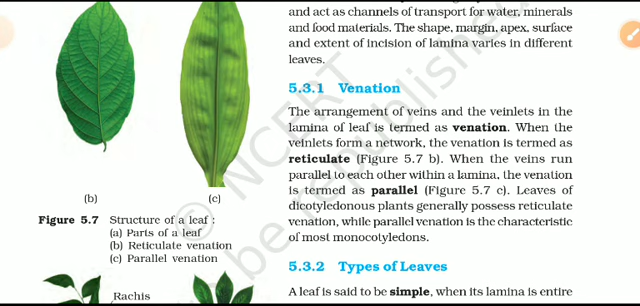 and act as channels of transport for water, minerals
and food materials. The shape, margin, apex, surface
and extent of incision of lamina varies in different
leaves.
5.3.1 Venation
The arrangement of veins and the veinlets in the
lamina of leaf is termed as venation. When the
veinlets form a network, the venation is termed as
reticulate (Figure 5.7 b). When the veins run
parallel to each other within a lamina, the venation
is termed as parallel (Figure 5.7 c). Leaves of
dicotyledonous plants generally possess reticulate
venation, while parallel venation is the characteristic
of most monocotyledons.
(b) (c)
Figure 5.7 Structure of a leaf :
(a) Parts of a leaf
(b) Reticulate venation
(c) Parallel venation
5.3.2 Types of Leaves
A leaf is said to be simple, when its lamina is entire
Rachis
© NCERT
be republished